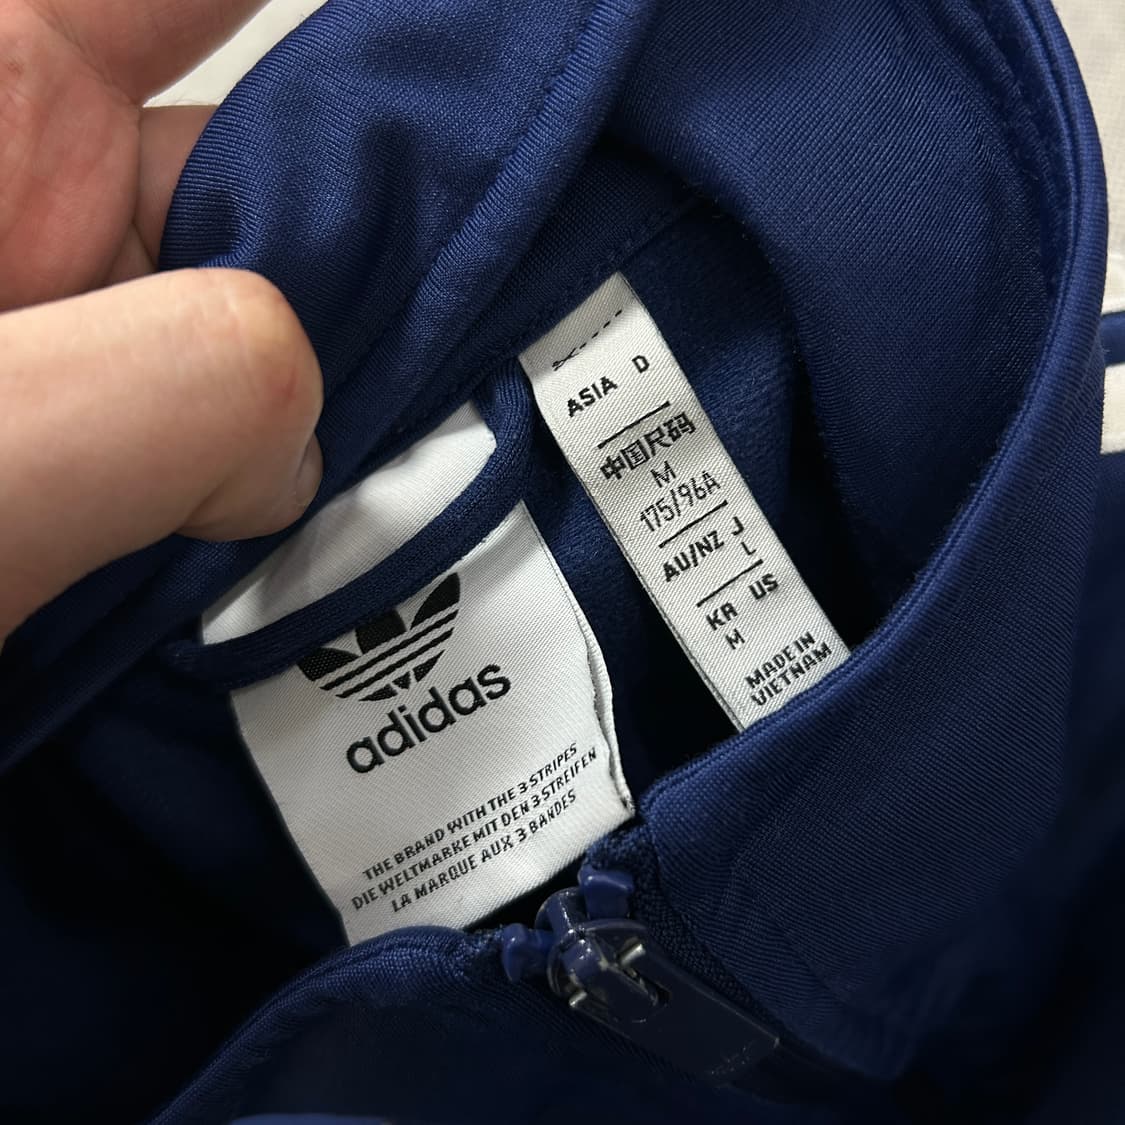 ASIA D
中国尺码
M
175/96A
AU/NZ J
L
KR US
M
MADE IN
VIETNAM
adidas
THE BRAND WITH THE 3 STRIPES
DIE WELTMARKE MIT DEN 3 STREIFEN
LA MARQUE AUX 3 BANDES